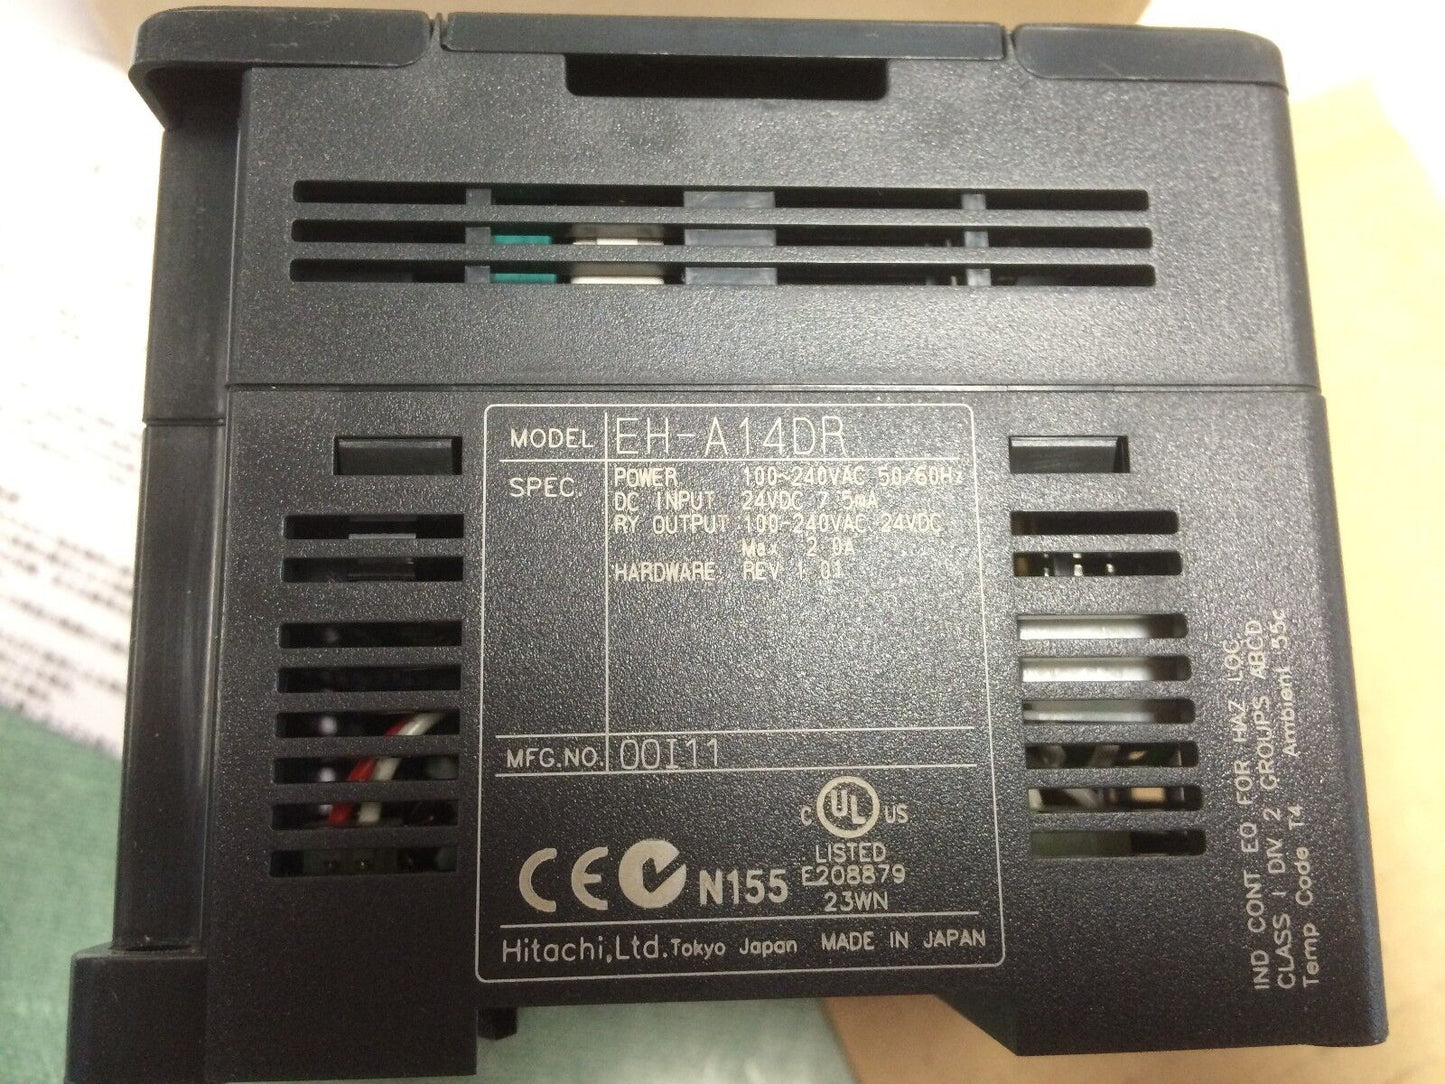 MODEL EH-A14DR
SPEC. POWER 100~240VAC 50/60Hz
DC INPUT 24VDC 7.5mA
RY OUTPUT 100-240VAC 24VDC
Max 2.0A
HARDWARE REV 1.01
MFG.NO. 00I11
C UL US
LISTED
E208879
23WN
CE N155
Hitachi,Ltd. Tokyo Japan MADE IN JAPAN
IND CONT EQ FOR HAZ LOC
CLASS I DIV 2 GROUPS ABCD
Temp Code T4 Ambient 55c